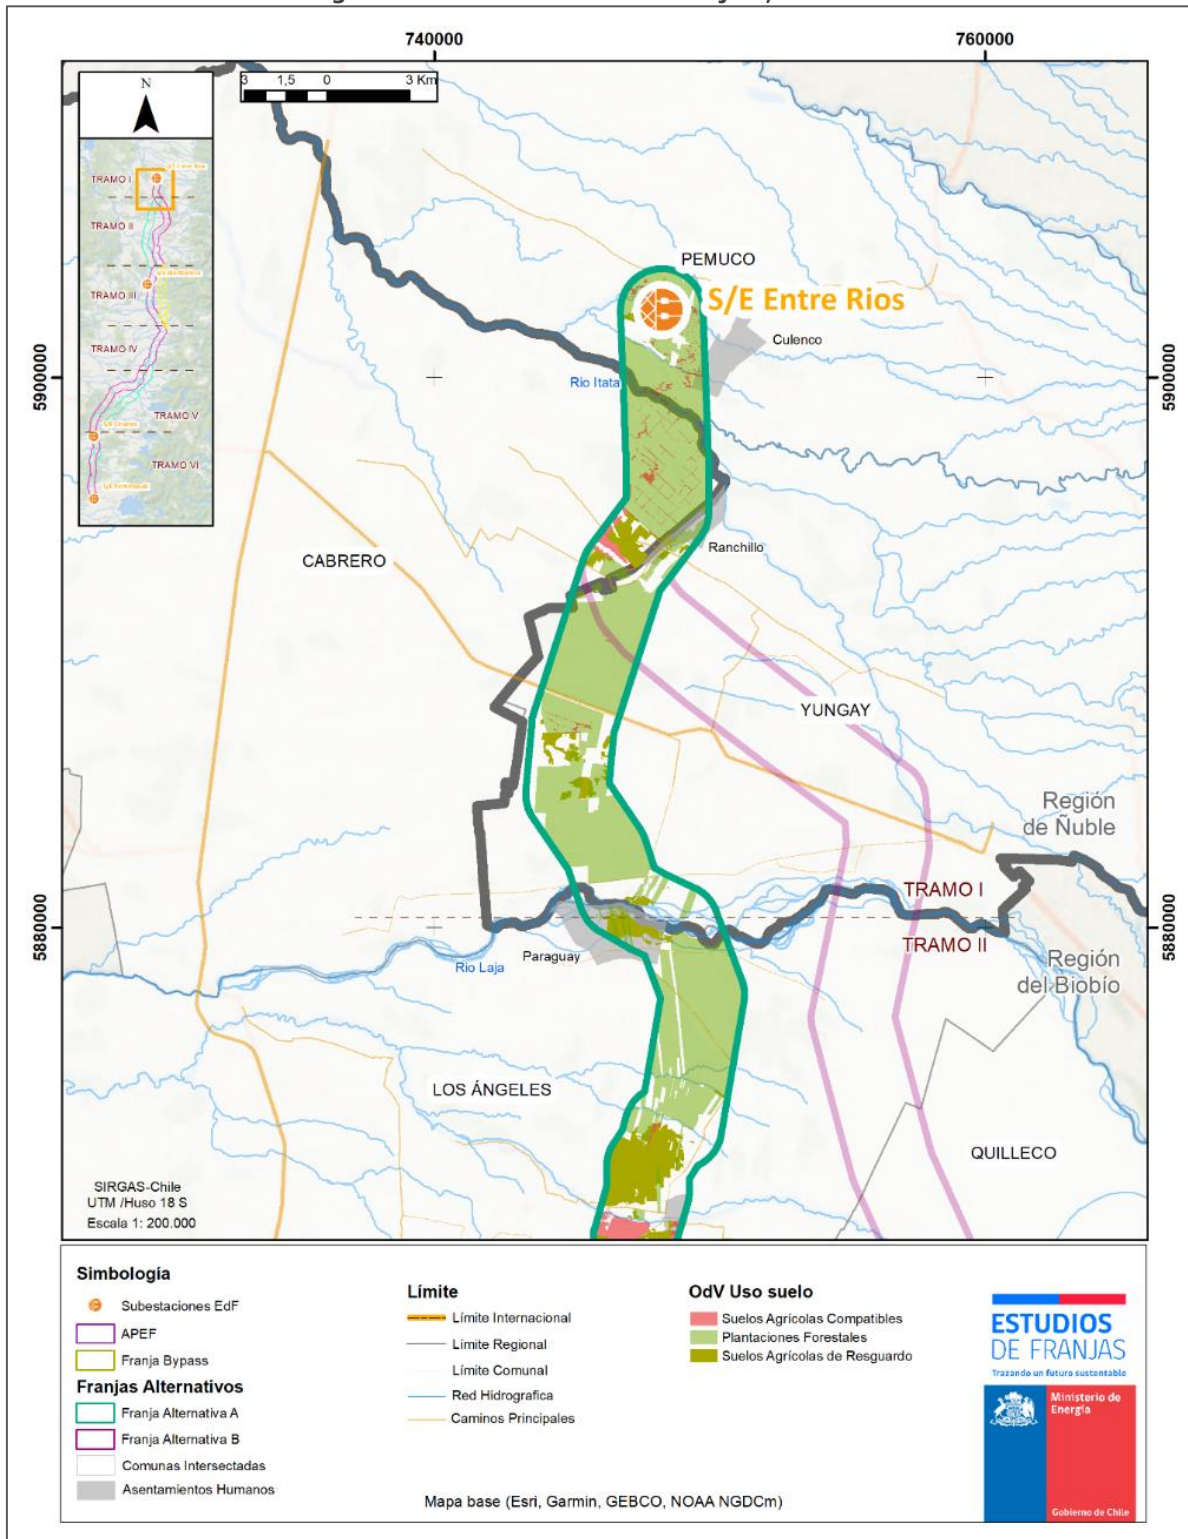 740000
760000
3 1,5 0 3 Km
N
TRAMO I
TRAMO II
TRAMO III
TRAMO IV
TRAMO V
TRAMO VI
PEMUCO
S/E Entre Rios
Culenco
5900000
5900000
Rio Itata
Ranchillo
CABRERO
YUNGAY
Región
de Ñuble
TRAMO I
TRAMO II
5880000
5880000
Paraguay
Rio Laja
Región
del Biobío
LOS ÁNGELES
QUILLECO
SIRGAS-Chile
UTM /Huso 18 S
Escala 1: 200.000
Simbología
Subestaciones EdF
APEF
Franja Bypass
Franjas Alternativos
Franja Alternativa A
Franja Alternativa B
Comunas Intersectadas
Asentamientos Humanos
Límite
Límite Internacional
Límite Regional
Límite Comunal
Red Hidrografica
Caminos Principales
OdV Uso suelo
Suelos Agrícolas Compatibles
Plantaciones Forestales
Suelos Agrícolas de Resguardo
Mapa base (Esri, Garmin, GEBCO, NOAA NGDCm)
ESTUDIOS
DE FRANJAS
Trazando un futuro sustentable
Ministerio de
Energía
Gobierno de Chile